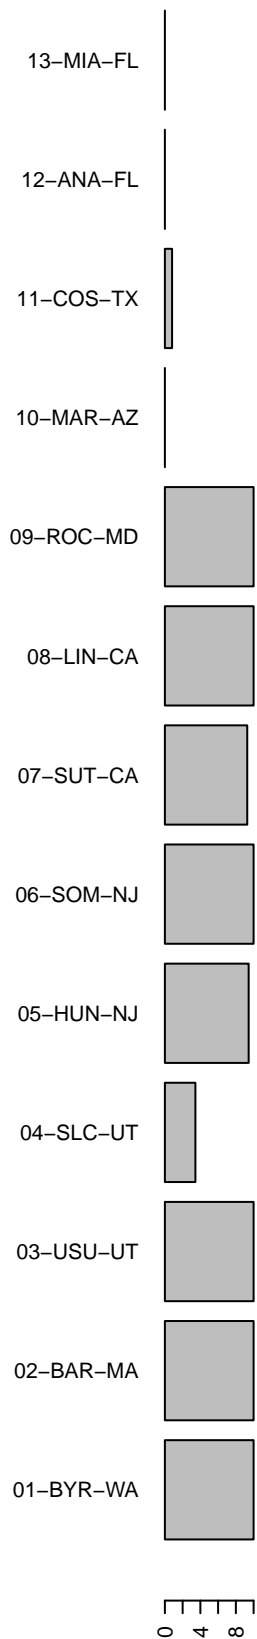 13−MIA−FL
12−ANA−FL
11−COS−TX
10−MAR−AZ
09−ROC−MD
08−LIN−CA
07−SUT−CA
06−SOM−NJ
05−HUN−NJ
04−SLC−UT
03−USU−UT
02−BAR−MA
01−BYR−WA
0 4 8